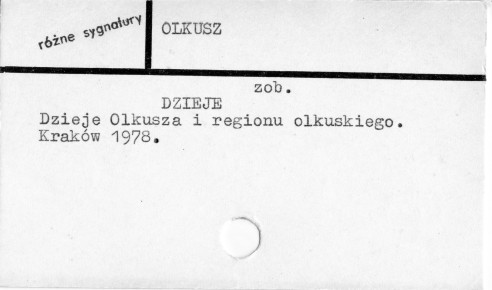 różne sygnatury
OLKUSZ
zob.
DZIEJE
Dzieje Olkusza i regionu olkuskiego.
Kraków 1978.